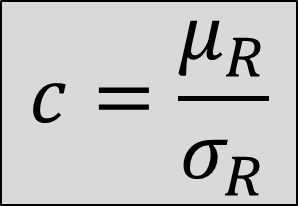 c = μ_R / σ_R